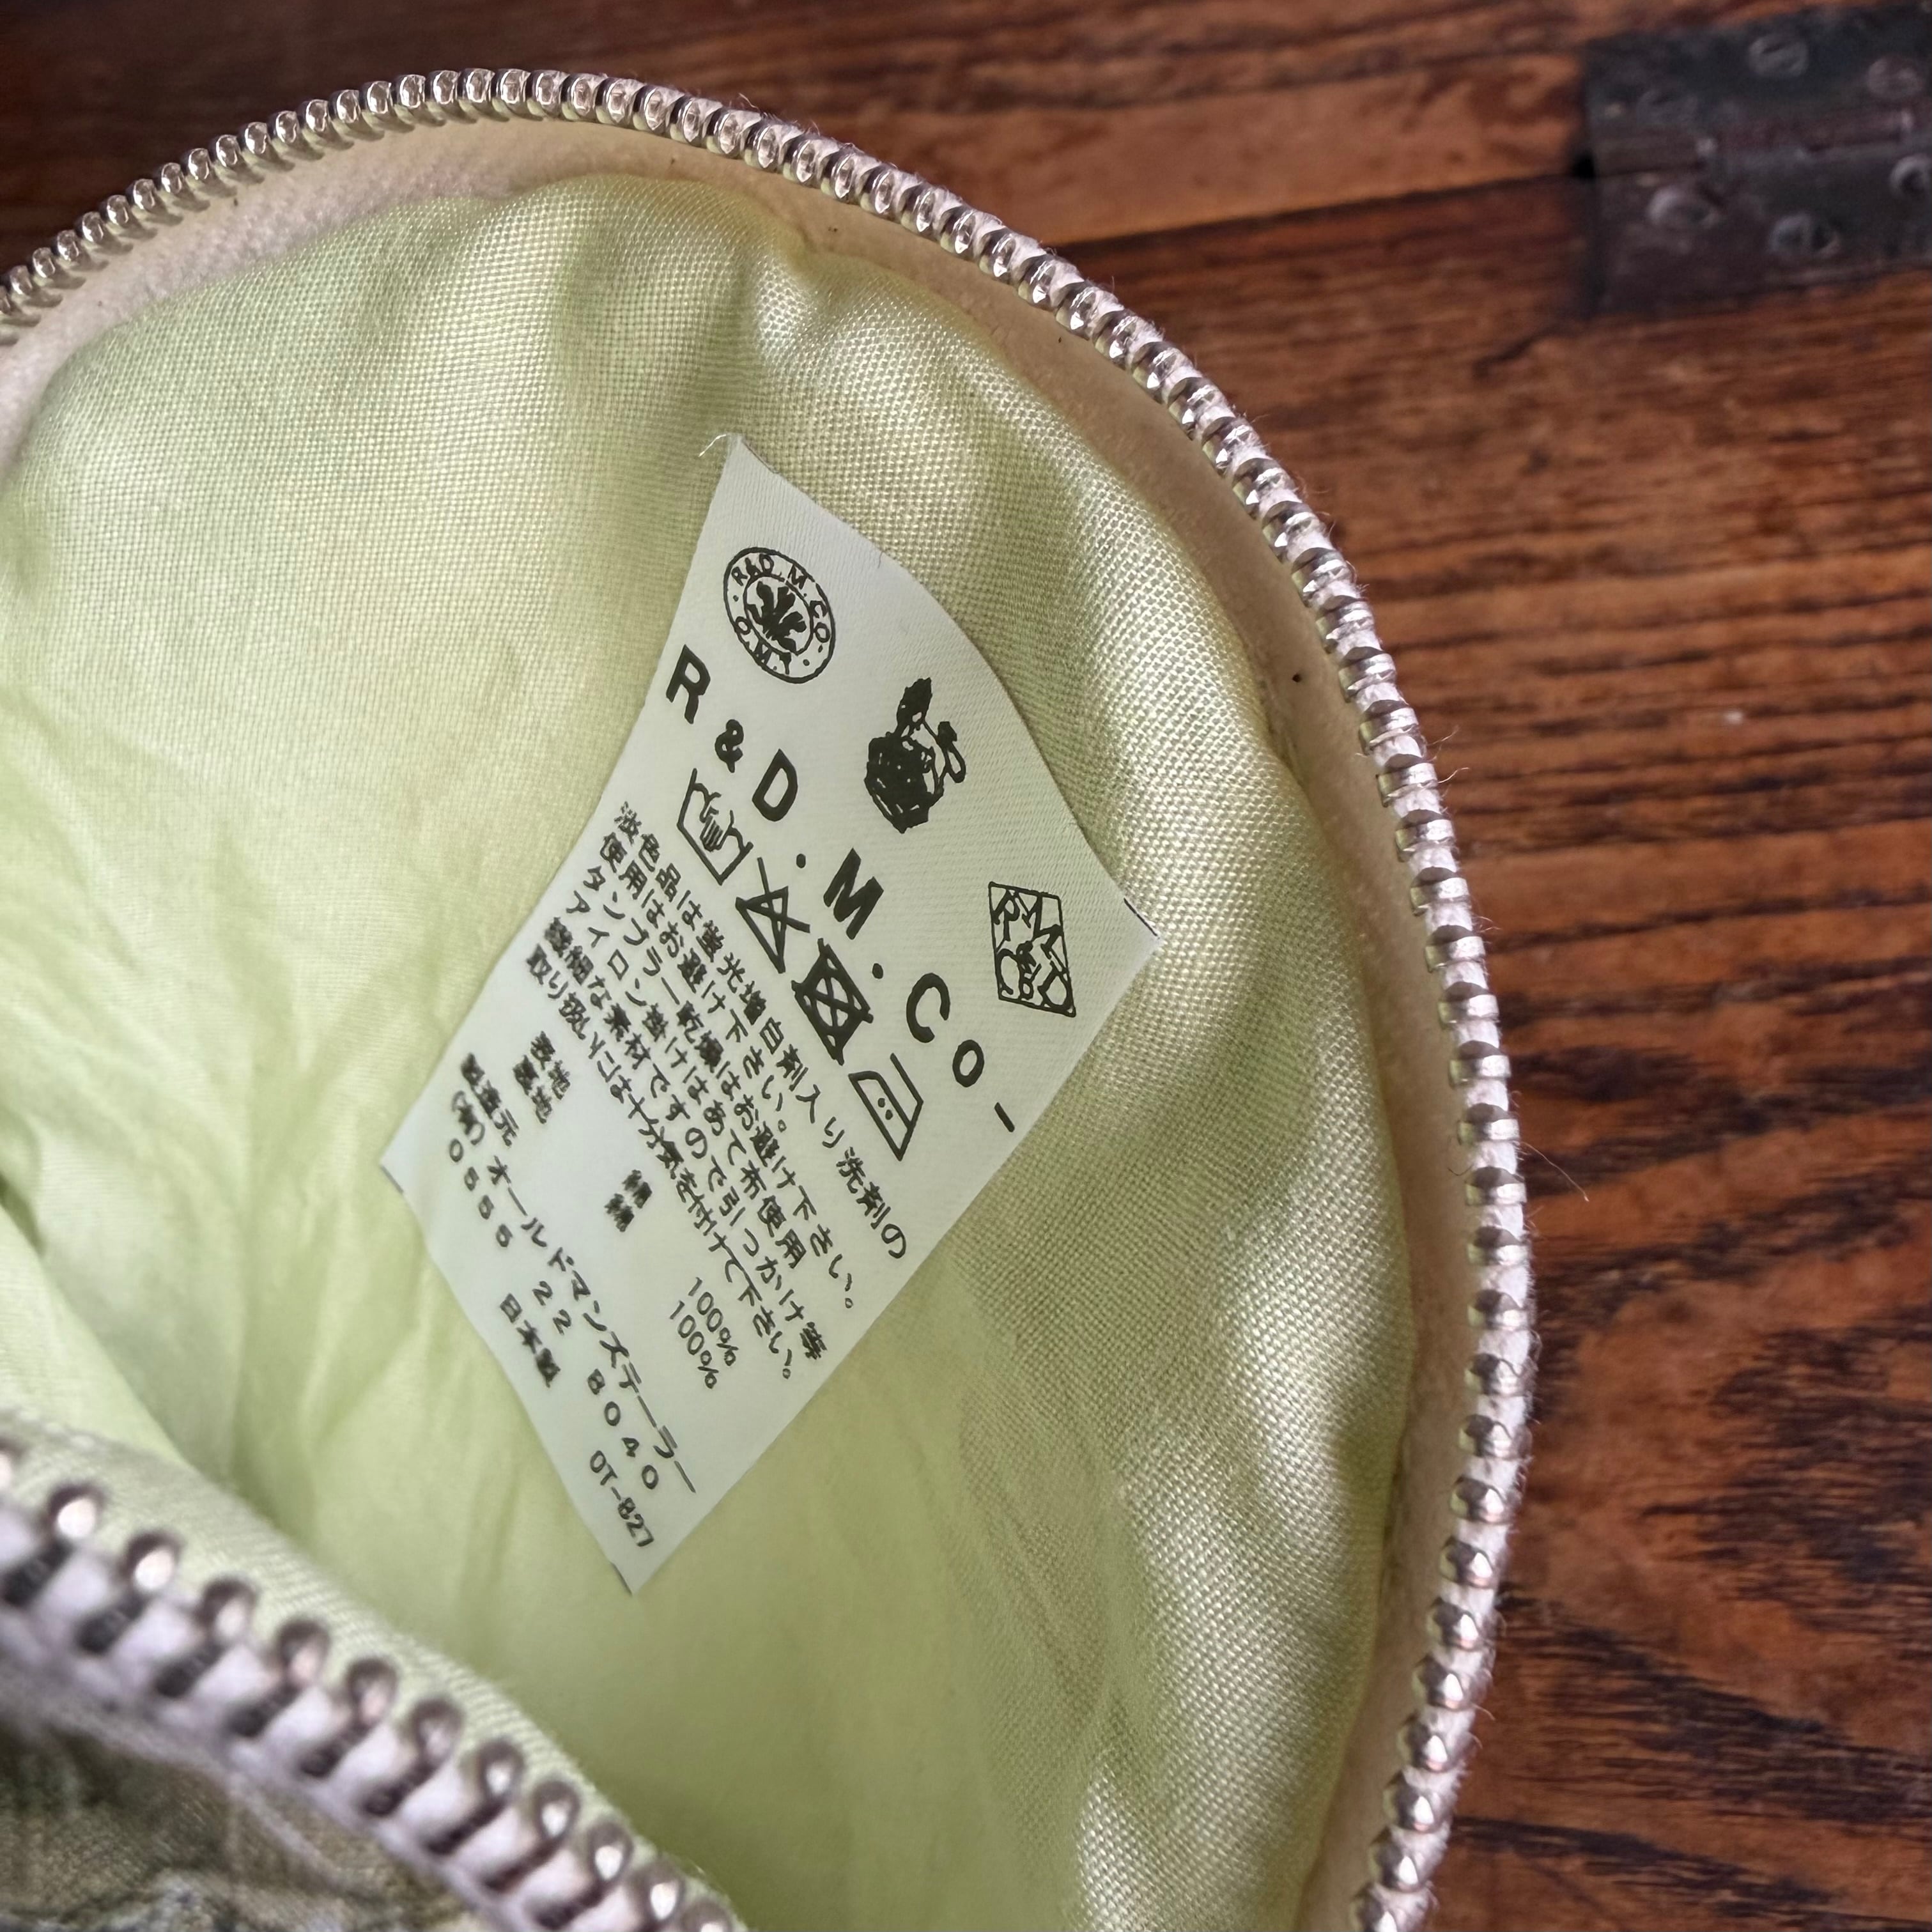 R&D.M.CO-
O.M.T.
R&D.M.Co-
淡色品は蛍光増白剤入り洗剤の
使用はお避け下さい。
タンブラー乾燥はお避け下さい。
アイロン掛けはあて布使用
繊細な素材ですので引っかけ等
取り扱いには十分気を付けて下さい。
表地 絹 100%
裏地 綿 100%
製造元
(有)オールドマンズテーラー
0555 22 8040
日本製 OT-827